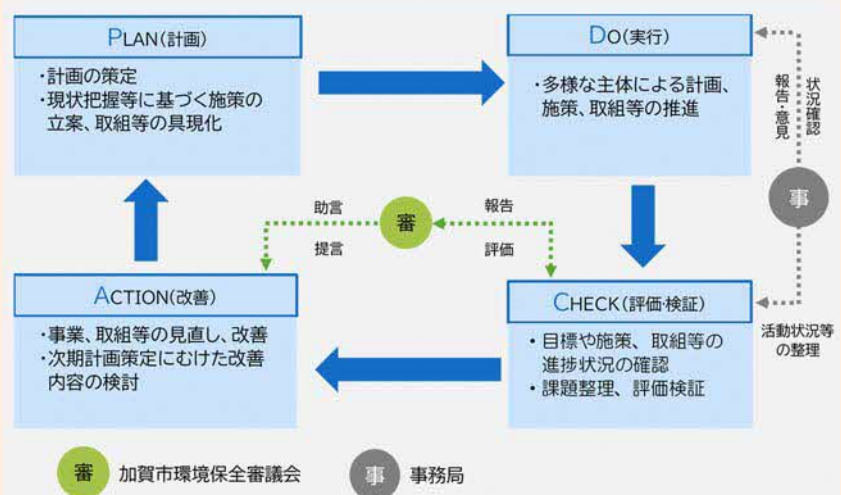 PLAN(計画)
・計画の策定
・現状把握等に基づく施策の
立案、取組等の具現化
DO(実行)
・多様な主体による計画、
施策、取組等の推進
状況確認
報告・意見
事
助言
提言
審
報告
評価
ACTION(改善)
・事業、取組等の見直し、改善
・次期計画策定にむけた改善
内容の検討
CHECK(評価・検証)
• 目標や施策、取組等の
進捗状況の確認
• 課題整理、評価検証
活動状況等
の整理
審 加賀市環境保全審議会
事 事務局